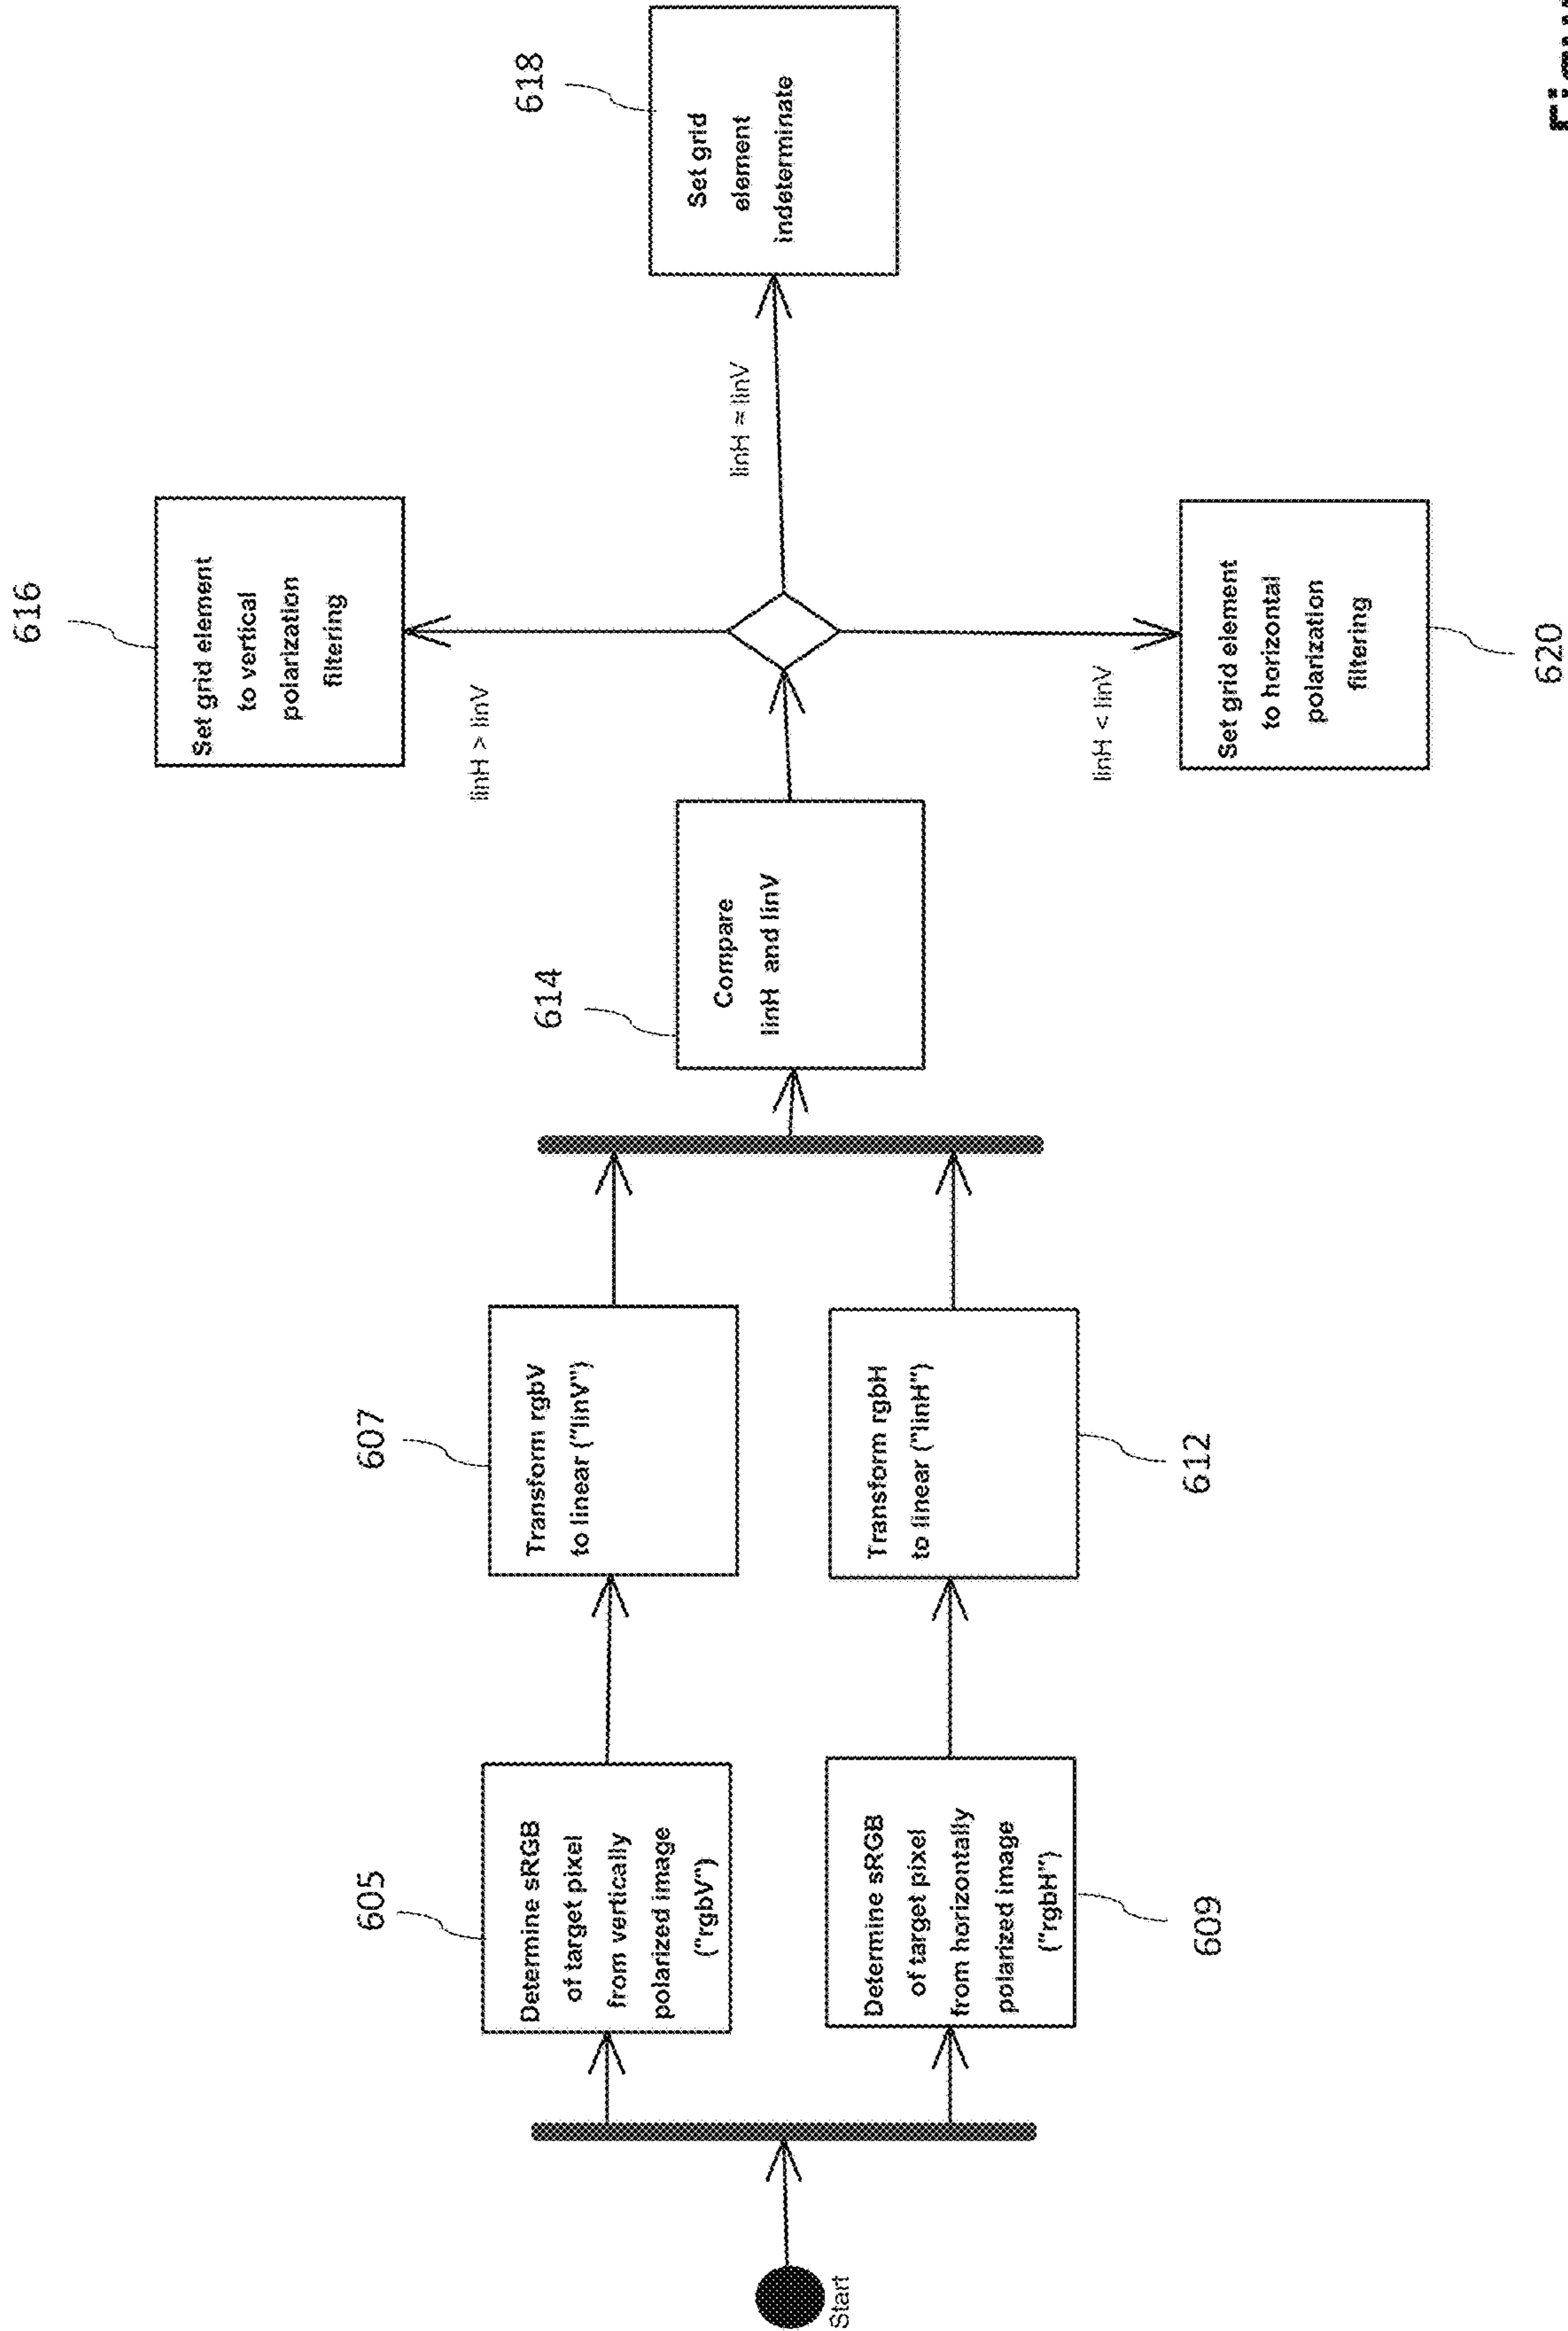 Start
605
Determine sRGB
of target pixel
from vertically
polarized image
("rgbV")
609
Determine sRGB
of target pixel
from horizontally
polarized image
("rgbH")
607
Transform rgbV
to linear ("linV")
612
Transform rgbH
to linear ("linH")
614
Compare
linH and linV
linH > linV
616
Set grid element
to vertical
polarization
filtering
linH ≈ linV
618
Set grid
element
indeterminate
linH < linV
620
Set grid element
to horizontal
polarization
filtering